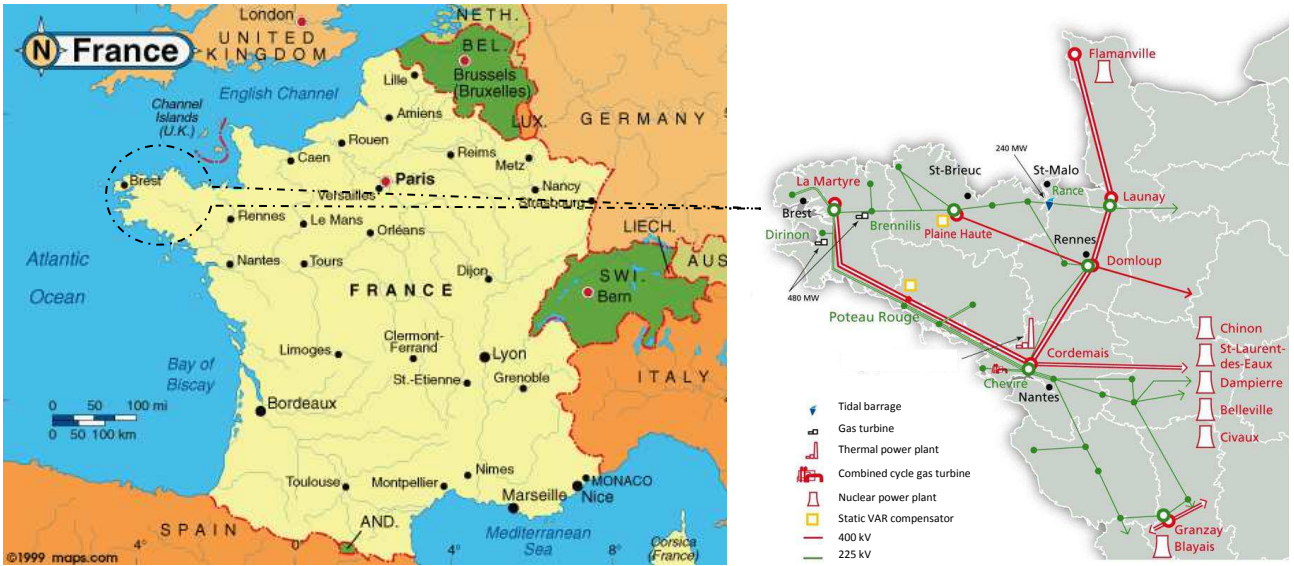 London
NETH.
UNITED
KINGDOM
N
France
BEL.
Brussels
(Bruxelles)
Lille
English Channel
Channel
Islands
(U.K.)
Amiens
LUX.
GERMANY
Rouen
Caen
Reims
Metz
Brest
Paris
Versailles
Nancy
Strasbourg
Rennes
Le Mans
Orléans
LIECH.
Atlantic
Ocean
Nantes
Tours
Dijon
SWI.
AUS
FRANCE
Bern
Clermont-
Ferrand
Limoges
Lyon
Bay of
Biscay
St.-Etienne
Grenoble
ITALY
0 50 100 mi
0 50 100 km
Bordeaux
Nimes
MONACO
Toulouse
Montpellier
Nice
Marseille
SPAIN
AND.
Mediterranean
Sea
Corsica
(France)
4°
0°
4°
8°
©1999 maps.com
Flamanville
240 MW
St-Brieuc
St-Malo
La Martyre
Rance
Launay
Brest
Brennilis
Plaine Haute
Dirinon
Rennes
Domloup
480 MW
Poteau Rouge
Chinon
Cordemais
St-Laurent-
des-Eaux
Cheviré
Nantes
Dampierre
Belleville
Civaux
Tidal barrage
Gas turbine
Thermal power plant
Combined cycle gas turbine
Nuclear power plant
Static VAR compensator
400 kV
225 kV
Granzay
Blayais